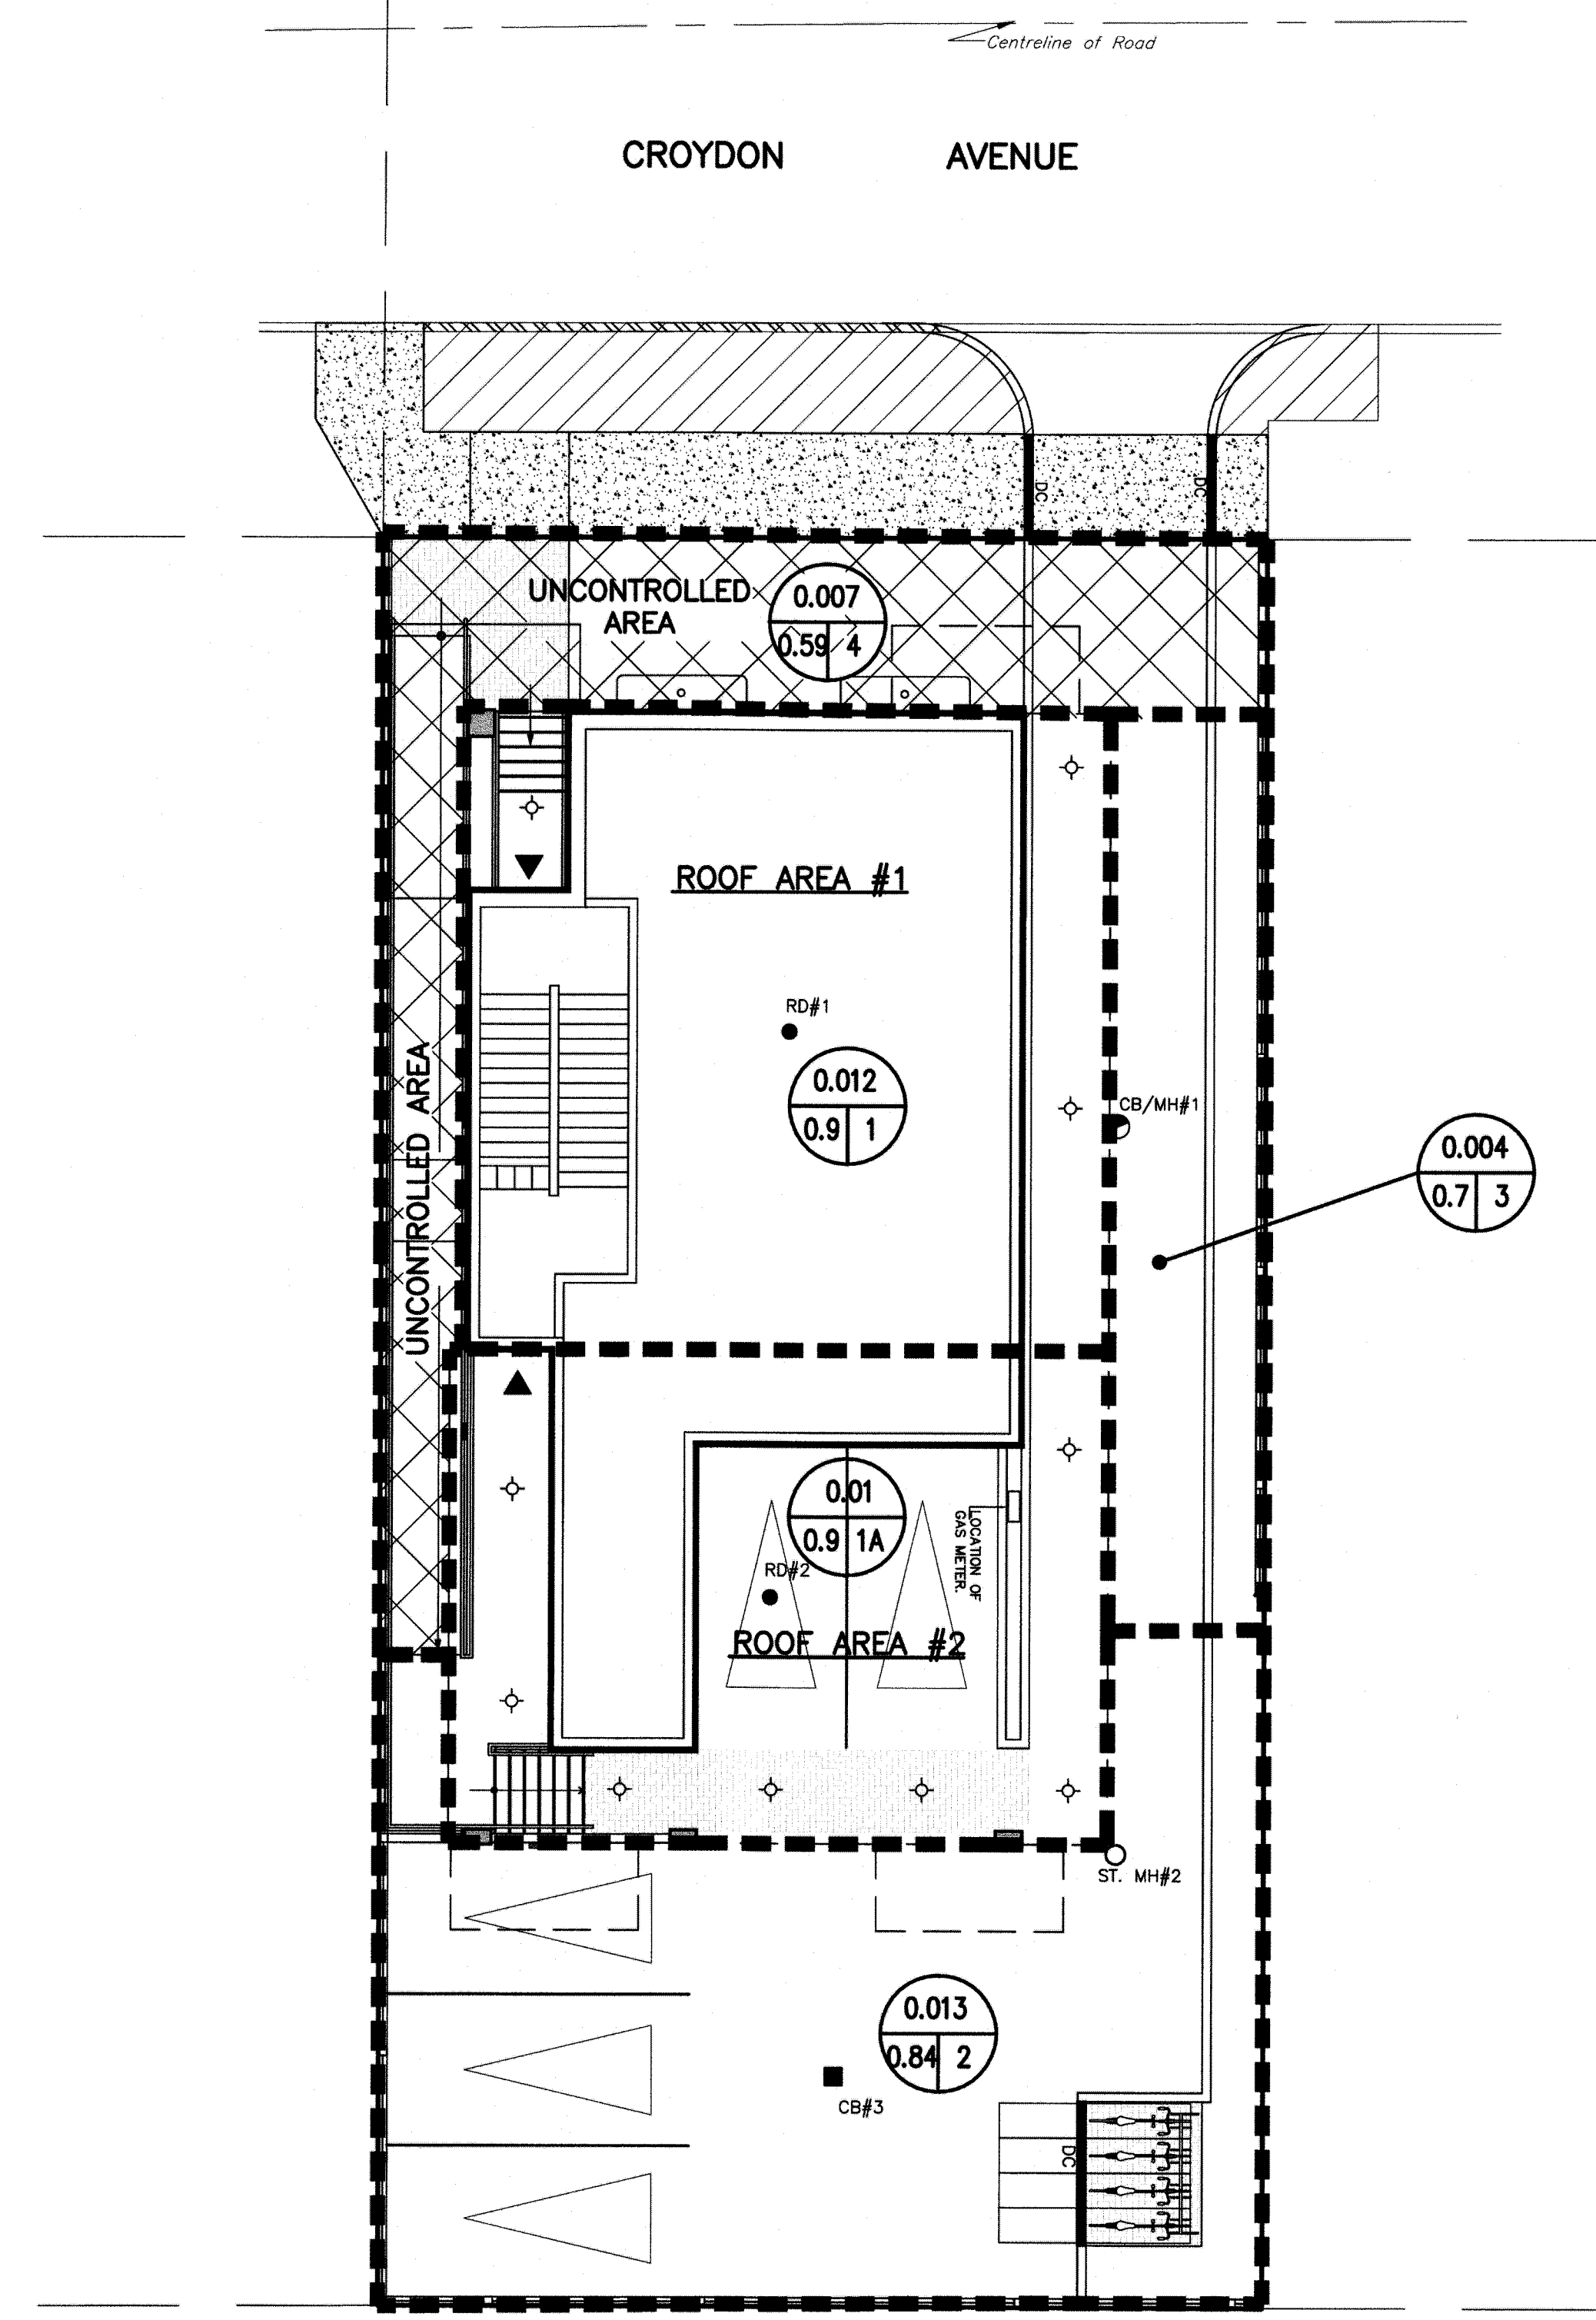 Centreline of Road
CROYDON AVENUE
DC
DC
UNCONTROLLED
AREA
0.007
0.59 4
ROOF AREA #1
RD#1
0.012
0.9 1
CB/MH#1
0.004
0.7 3
UNCONTROLLED AREA
0.01
0.9 1A
LOCATION OF
GAS METER.
RD#2
ROOF AREA #2
ST. MH#2
0.013
0.84 2
CB#3
DC